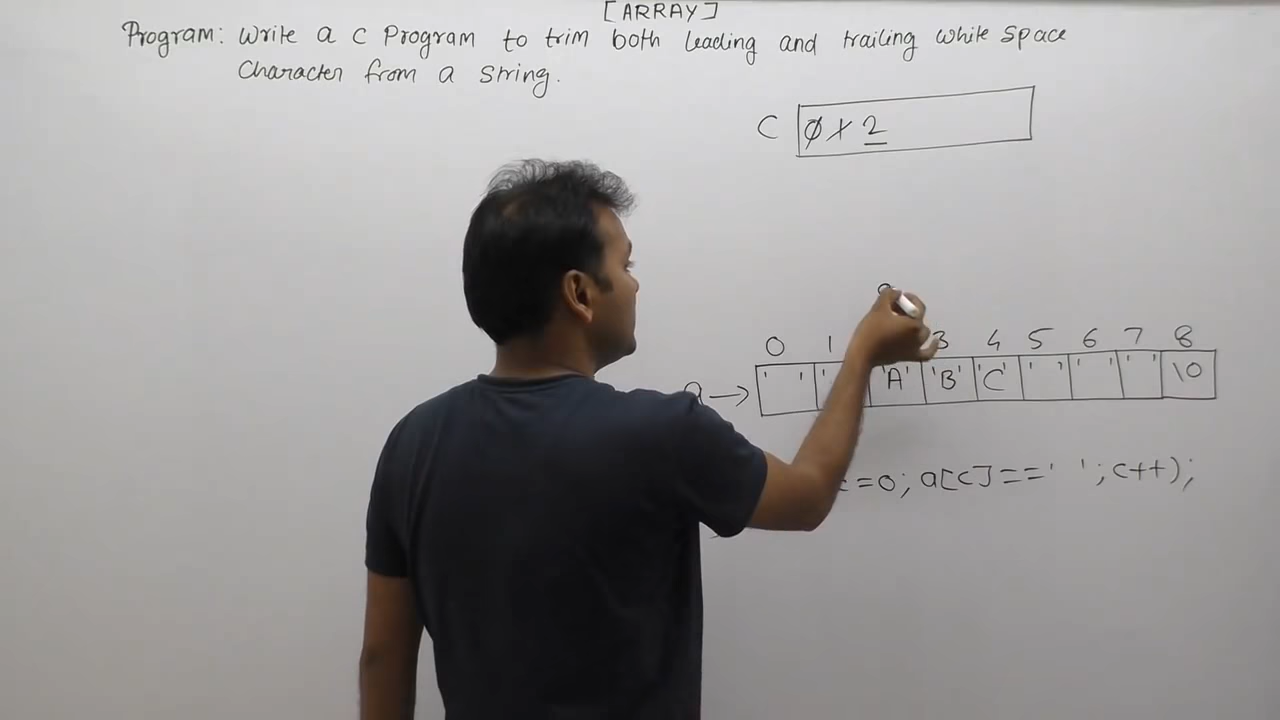 [ARRAY]
Program: Write a C Program to trim both leading and trailing white space
Character from a string.
C 0 1 2
0 1 3 4 5 6 7 8
a → ' ' ' 'A' 'B' 'C' ' ' ' ' ' ' \0
c=0; a[c]==' '; c++);